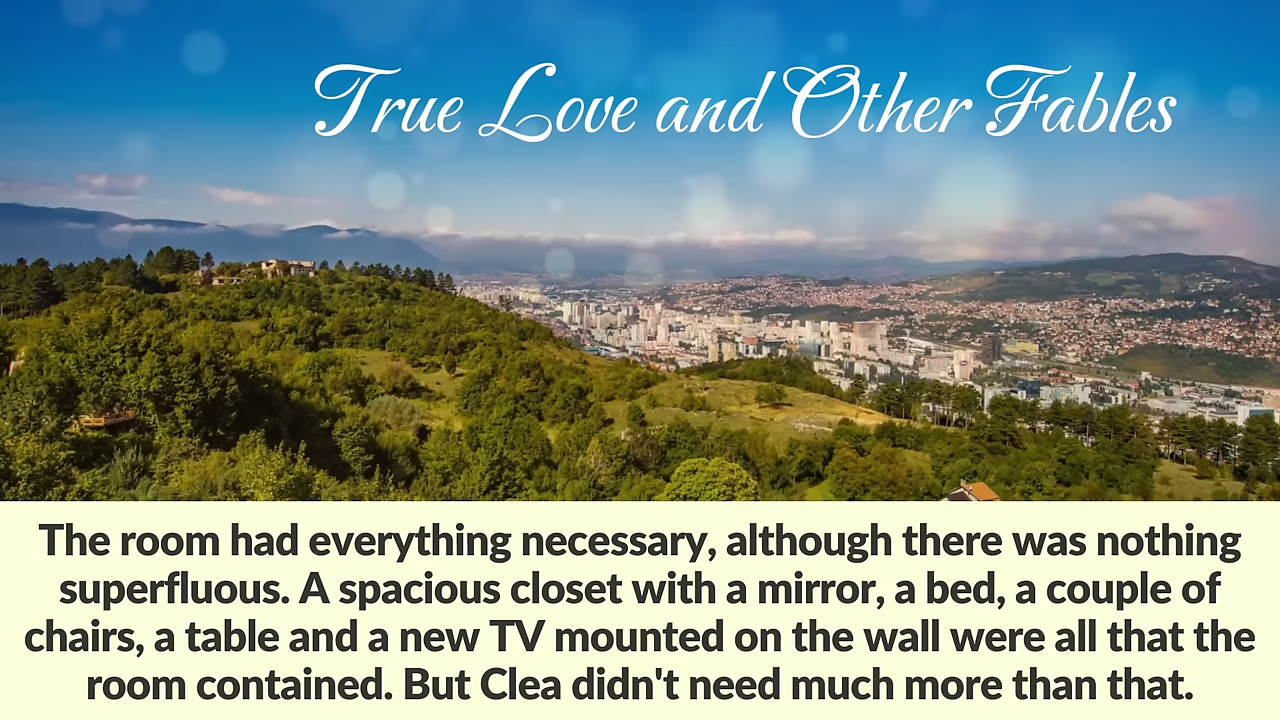 True Love and Other Fables
The room had everything necessary, although there was nothing
superfluous. A spacious closet with a mirror, a bed, a couple of
chairs, a table and a new TV mounted on the wall were all that the
room contained. But Clea didn't need much more than that.